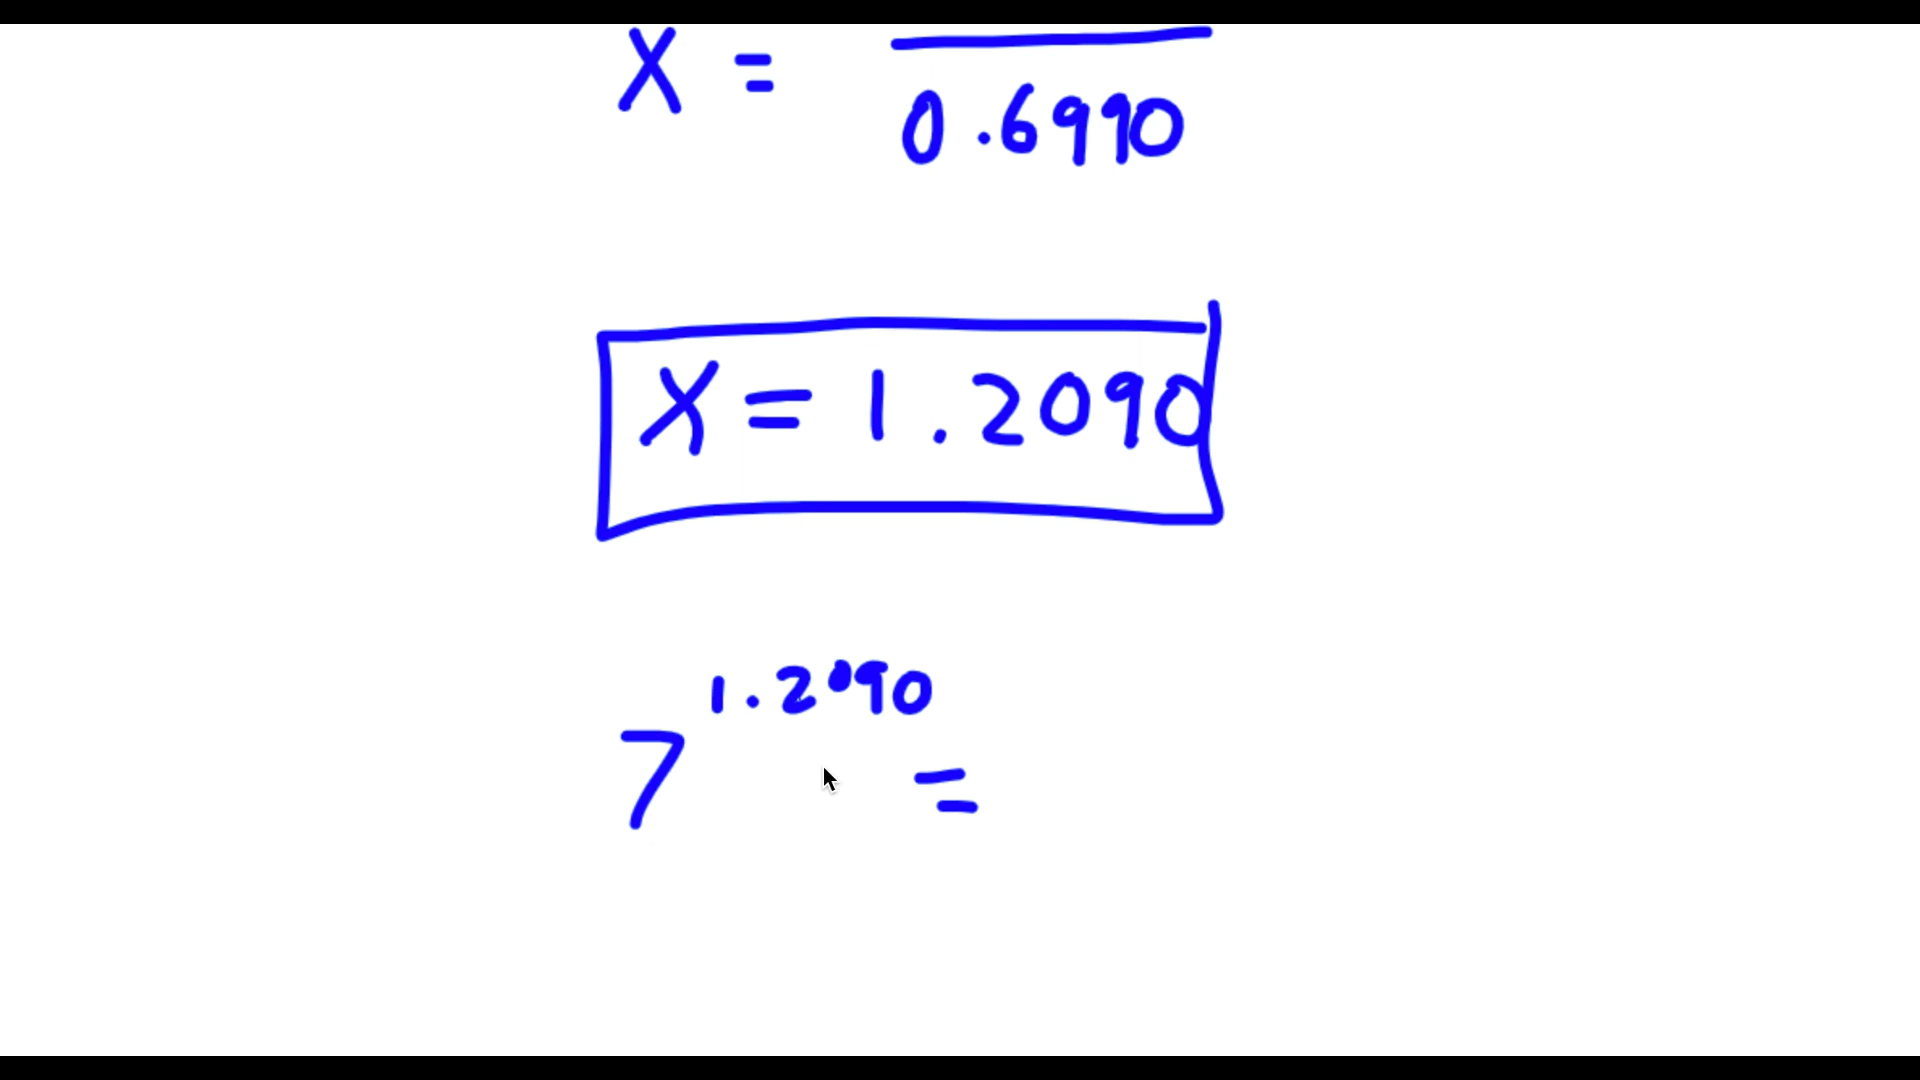 X =
0.6990
X = 1.2090
7^1.2090 =